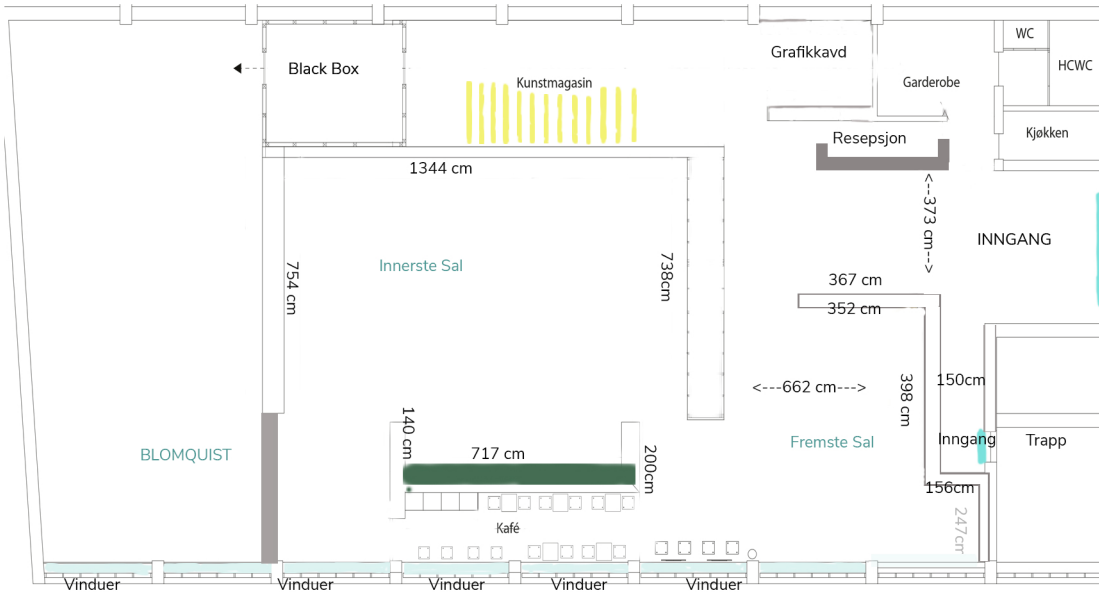 WC
Grafikkavd
HCWC
Black Box
Kunstmagasin
Garderobe
Kjøkken
Resepsjon
1344 cm
<--373 cm-->
INNGANG
Innerste Sal
738cm
754 cm
367 cm
352 cm
150cm
<---662 cm--->
398 cm
140 cm
Fremste Sal
Inngang
Trapp
BLOMQUIST
717 cm
200cm
156cm
247cm
Kafé
Vinduer
Vinduer
Vinduer
Vinduer
Vinduer